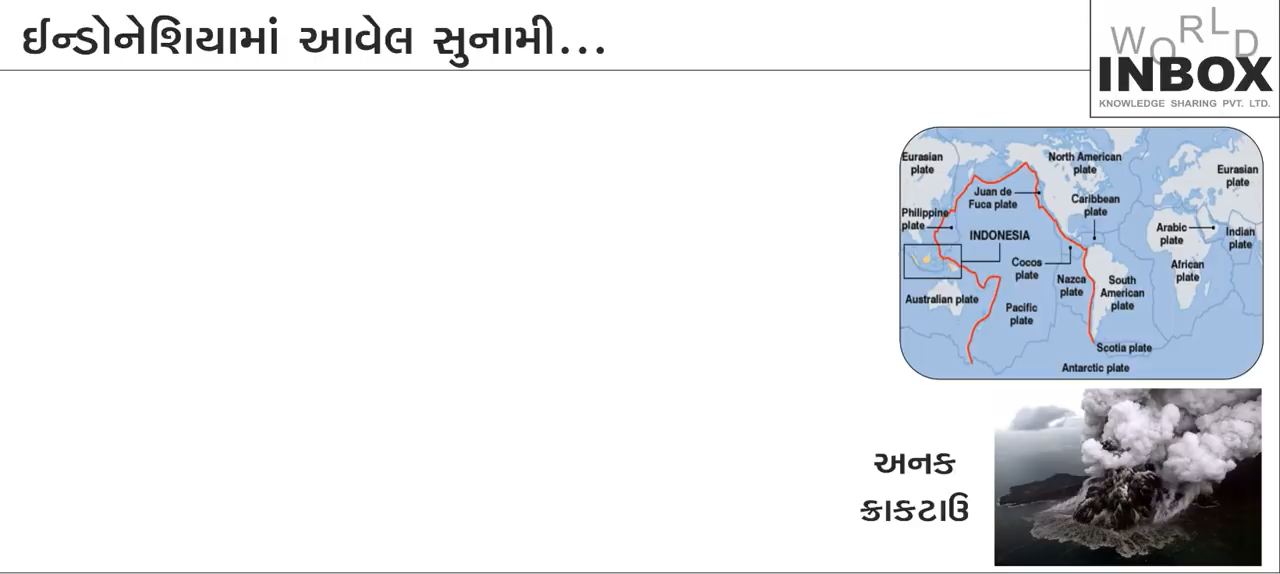 ઈન્ડોનેશિયામાં આવેલ સુનામી...
WORLD
INBOX
KNOWLEDGE SHARING PVT. LTD.
Eurasian
plate
North American
plate
Eurasian
plate
Juan de
Fuca plate
Caribbean
plate
Philippine
plate
INDONESIA
Arabic
plate
Indian
plate
Cocos
plate
African
plate
Nazca
plate
South
American
plate
Australian plate
Pacific
plate
Scotia plate
Antarctic plate
અનક
ક્રાકટાઉ